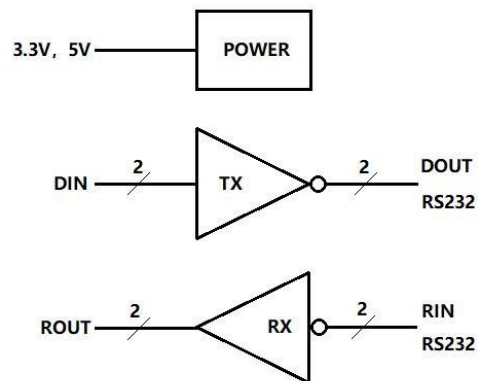 3.3V, 5V
POWER
2
2
DOUT
DIN
TX
RS232
2
2
RIN
ROUT
RX
RS232